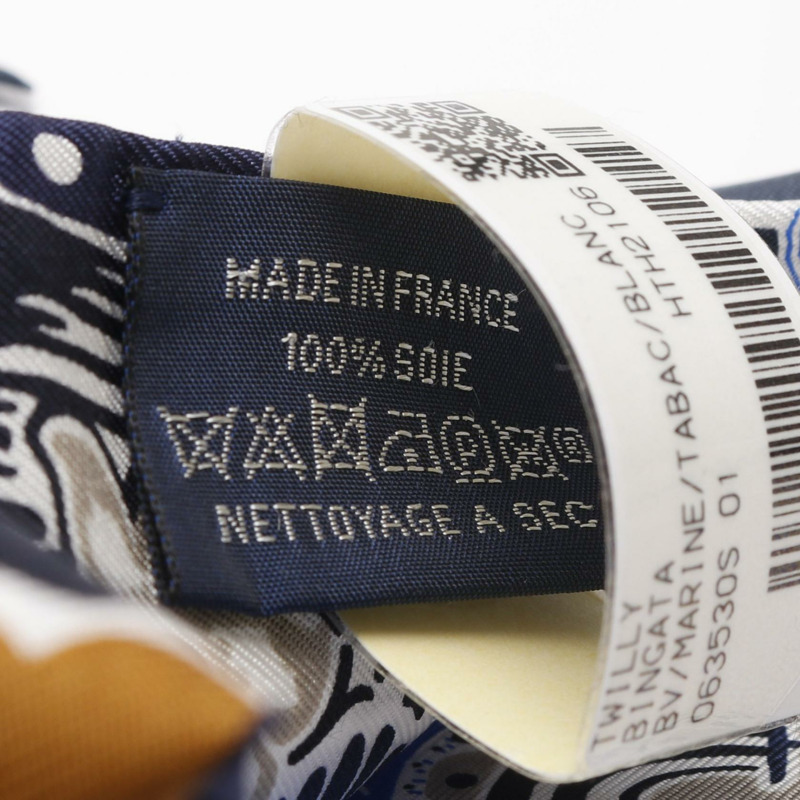 MADE IN FRANCE
100% SOIE
NETTOYAGE A SEC
TWILLY
BINGATA
BV/MARINE/TABAC/BLANC
063530S 01
HTH2106